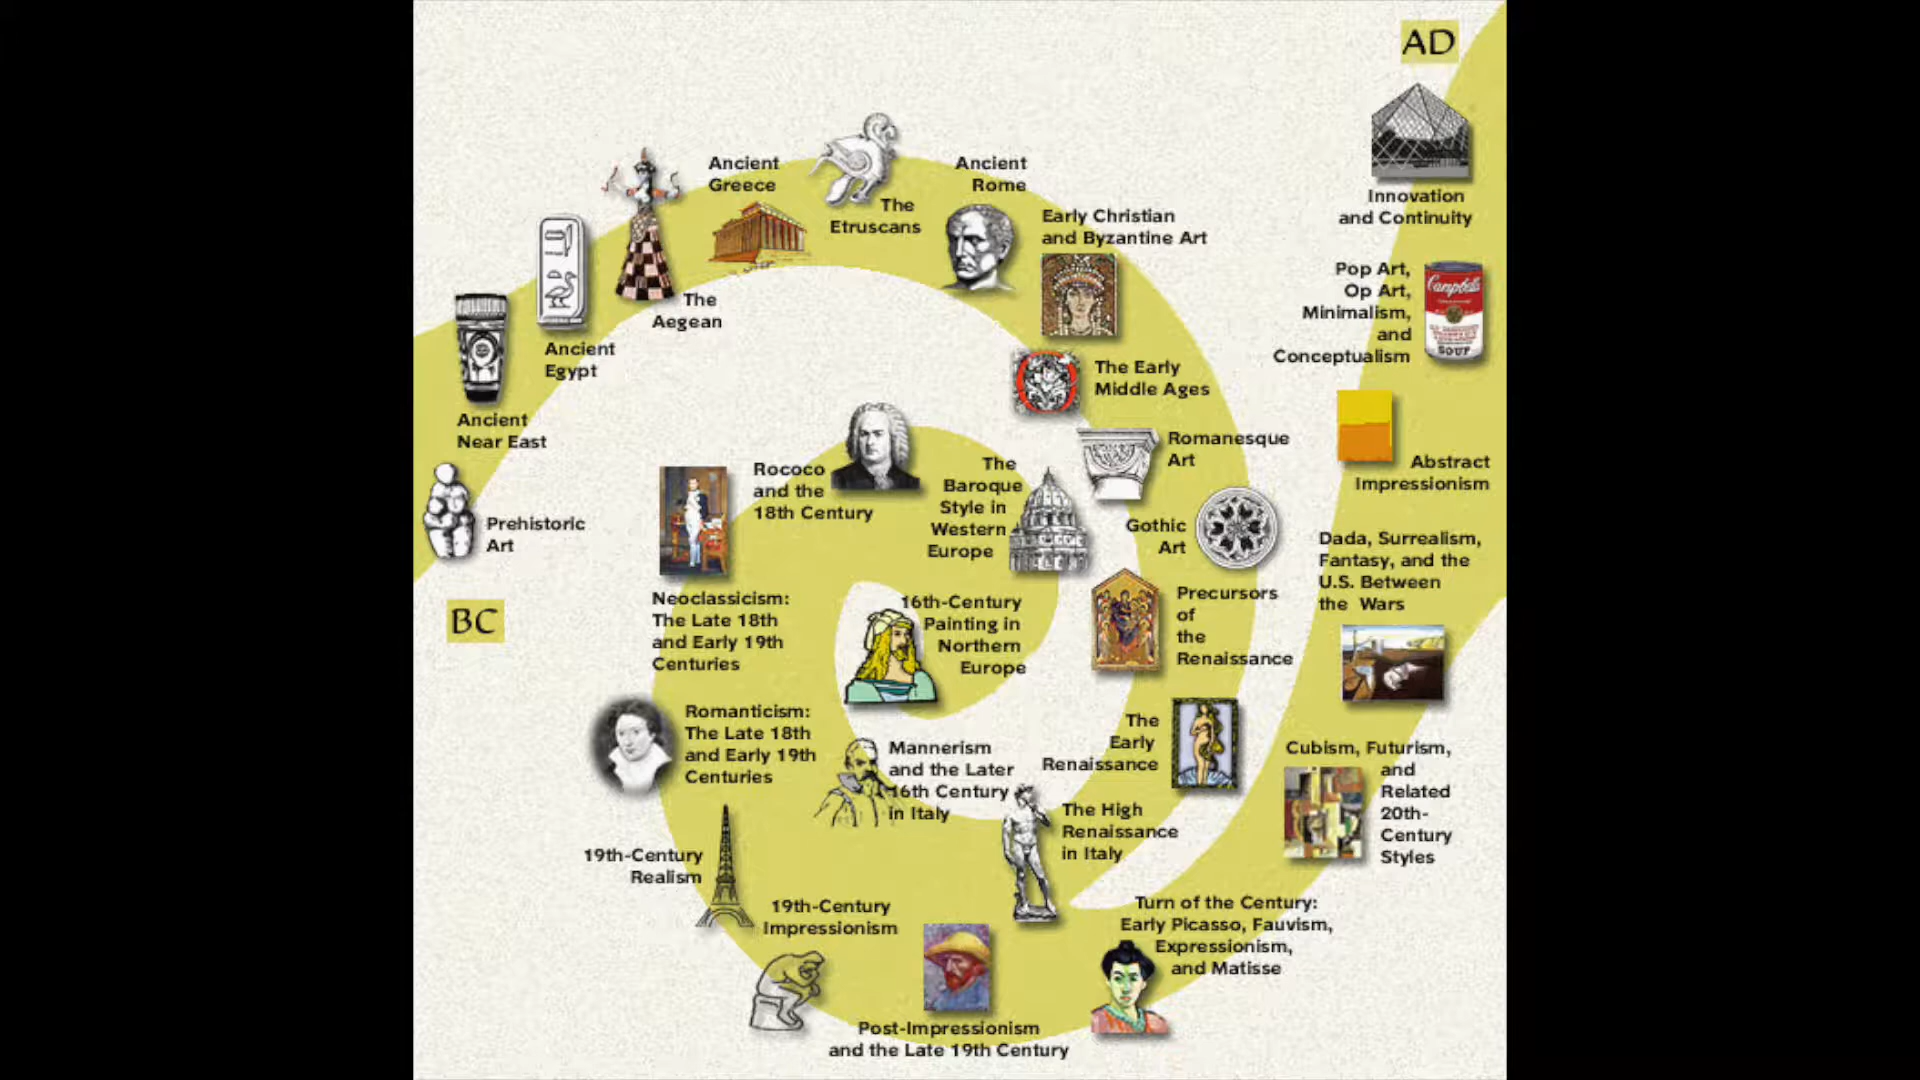 AD
Innovation
and Continuity
Pop Art,
Op Art,
Minimalism,
and
Conceptualism
Campbell's
SOUP
Abstract
Impressionism
Dada, Surrealism,
Fantasy, and the
U.S. Between
the Wars
Cubism, Futurism,
and
Related
20th-
Century
Styles
Turn of the Century:
Early Picasso, Fauvism,
Expressionism,
and Matisse
Post-Impressionism
and the Late 19th Century
19th-Century
Impressionism
19th-Century
Realism
Romanticism:
The Late 18th
and Early 19th
Centuries
Neoclassicism:
The Late 18th
and Early 19th
Centuries
Rococo
and the
18th Century
The
Baroque
Style in
Western
Europe
16th-Century
Painting in
Northern
Europe
Mannerism
and the Later
16th Century
in Italy
The High
Renaissance
in Italy
The
Early
Renaissance
Precursors
of
the
Renaissance
Gothic
Art
Romanesque
Art
The Early
Middle Ages
Early Christian
and Byzantine Art
Ancient
Rome
The
Etruscans
Ancient
Greece
The
Aegean
Ancient
Egypt
Ancient
Near East
Prehistoric
Art
BC